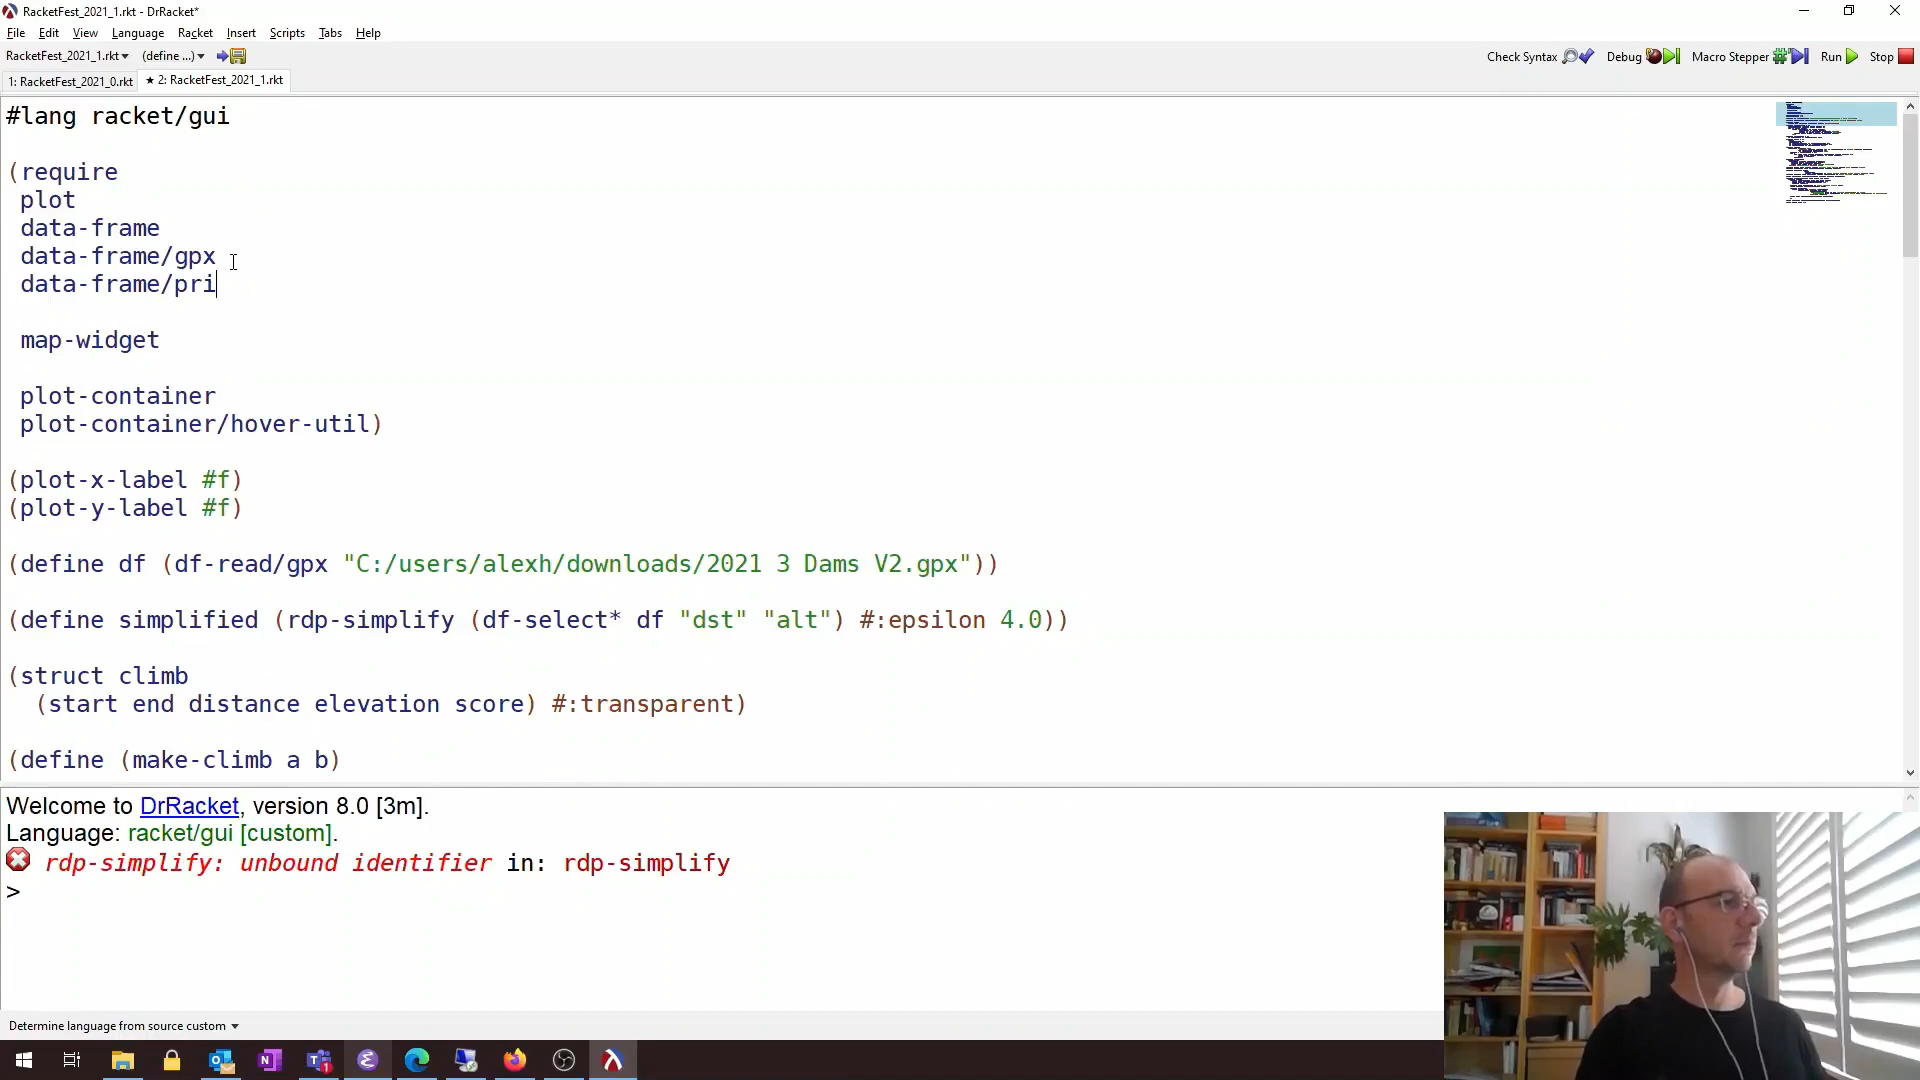 RacketFest_2021_1.rkt - DrRacket*
File Edit View Language Racket Insert Scripts Tabs Help
RacketFest_2021_1.rkt (define ...) Check Syntax Debug Macro Stepper Run Stop
1: RacketFest_2021_0.rkt ★ 2: RacketFest_2021_1.rkt
#lang racket/gui
(require
plot
data-frame
data-frame/gpx
data-frame/pri
map-widget
plot-container
plot-container/hover-util)
(plot-x-label #f)
(plot-y-label #f)
(define df (df-read/gpx "C:/users/alexh/downloads/2021 3 Dams V2.gpx"))
(define simplified (rdp-simplify (df-select* df "dst" "alt") #:epsilon 4.0))
(struct climb
(start end distance elevation score) #:transparent)
(define (make-climb a b)
Welcome to DrRacket, version 8.0 [3m].
Language: racket/gui [custom].
rdp-simplify: unbound identifier in: rdp-simplify
>
Determine language from source custom